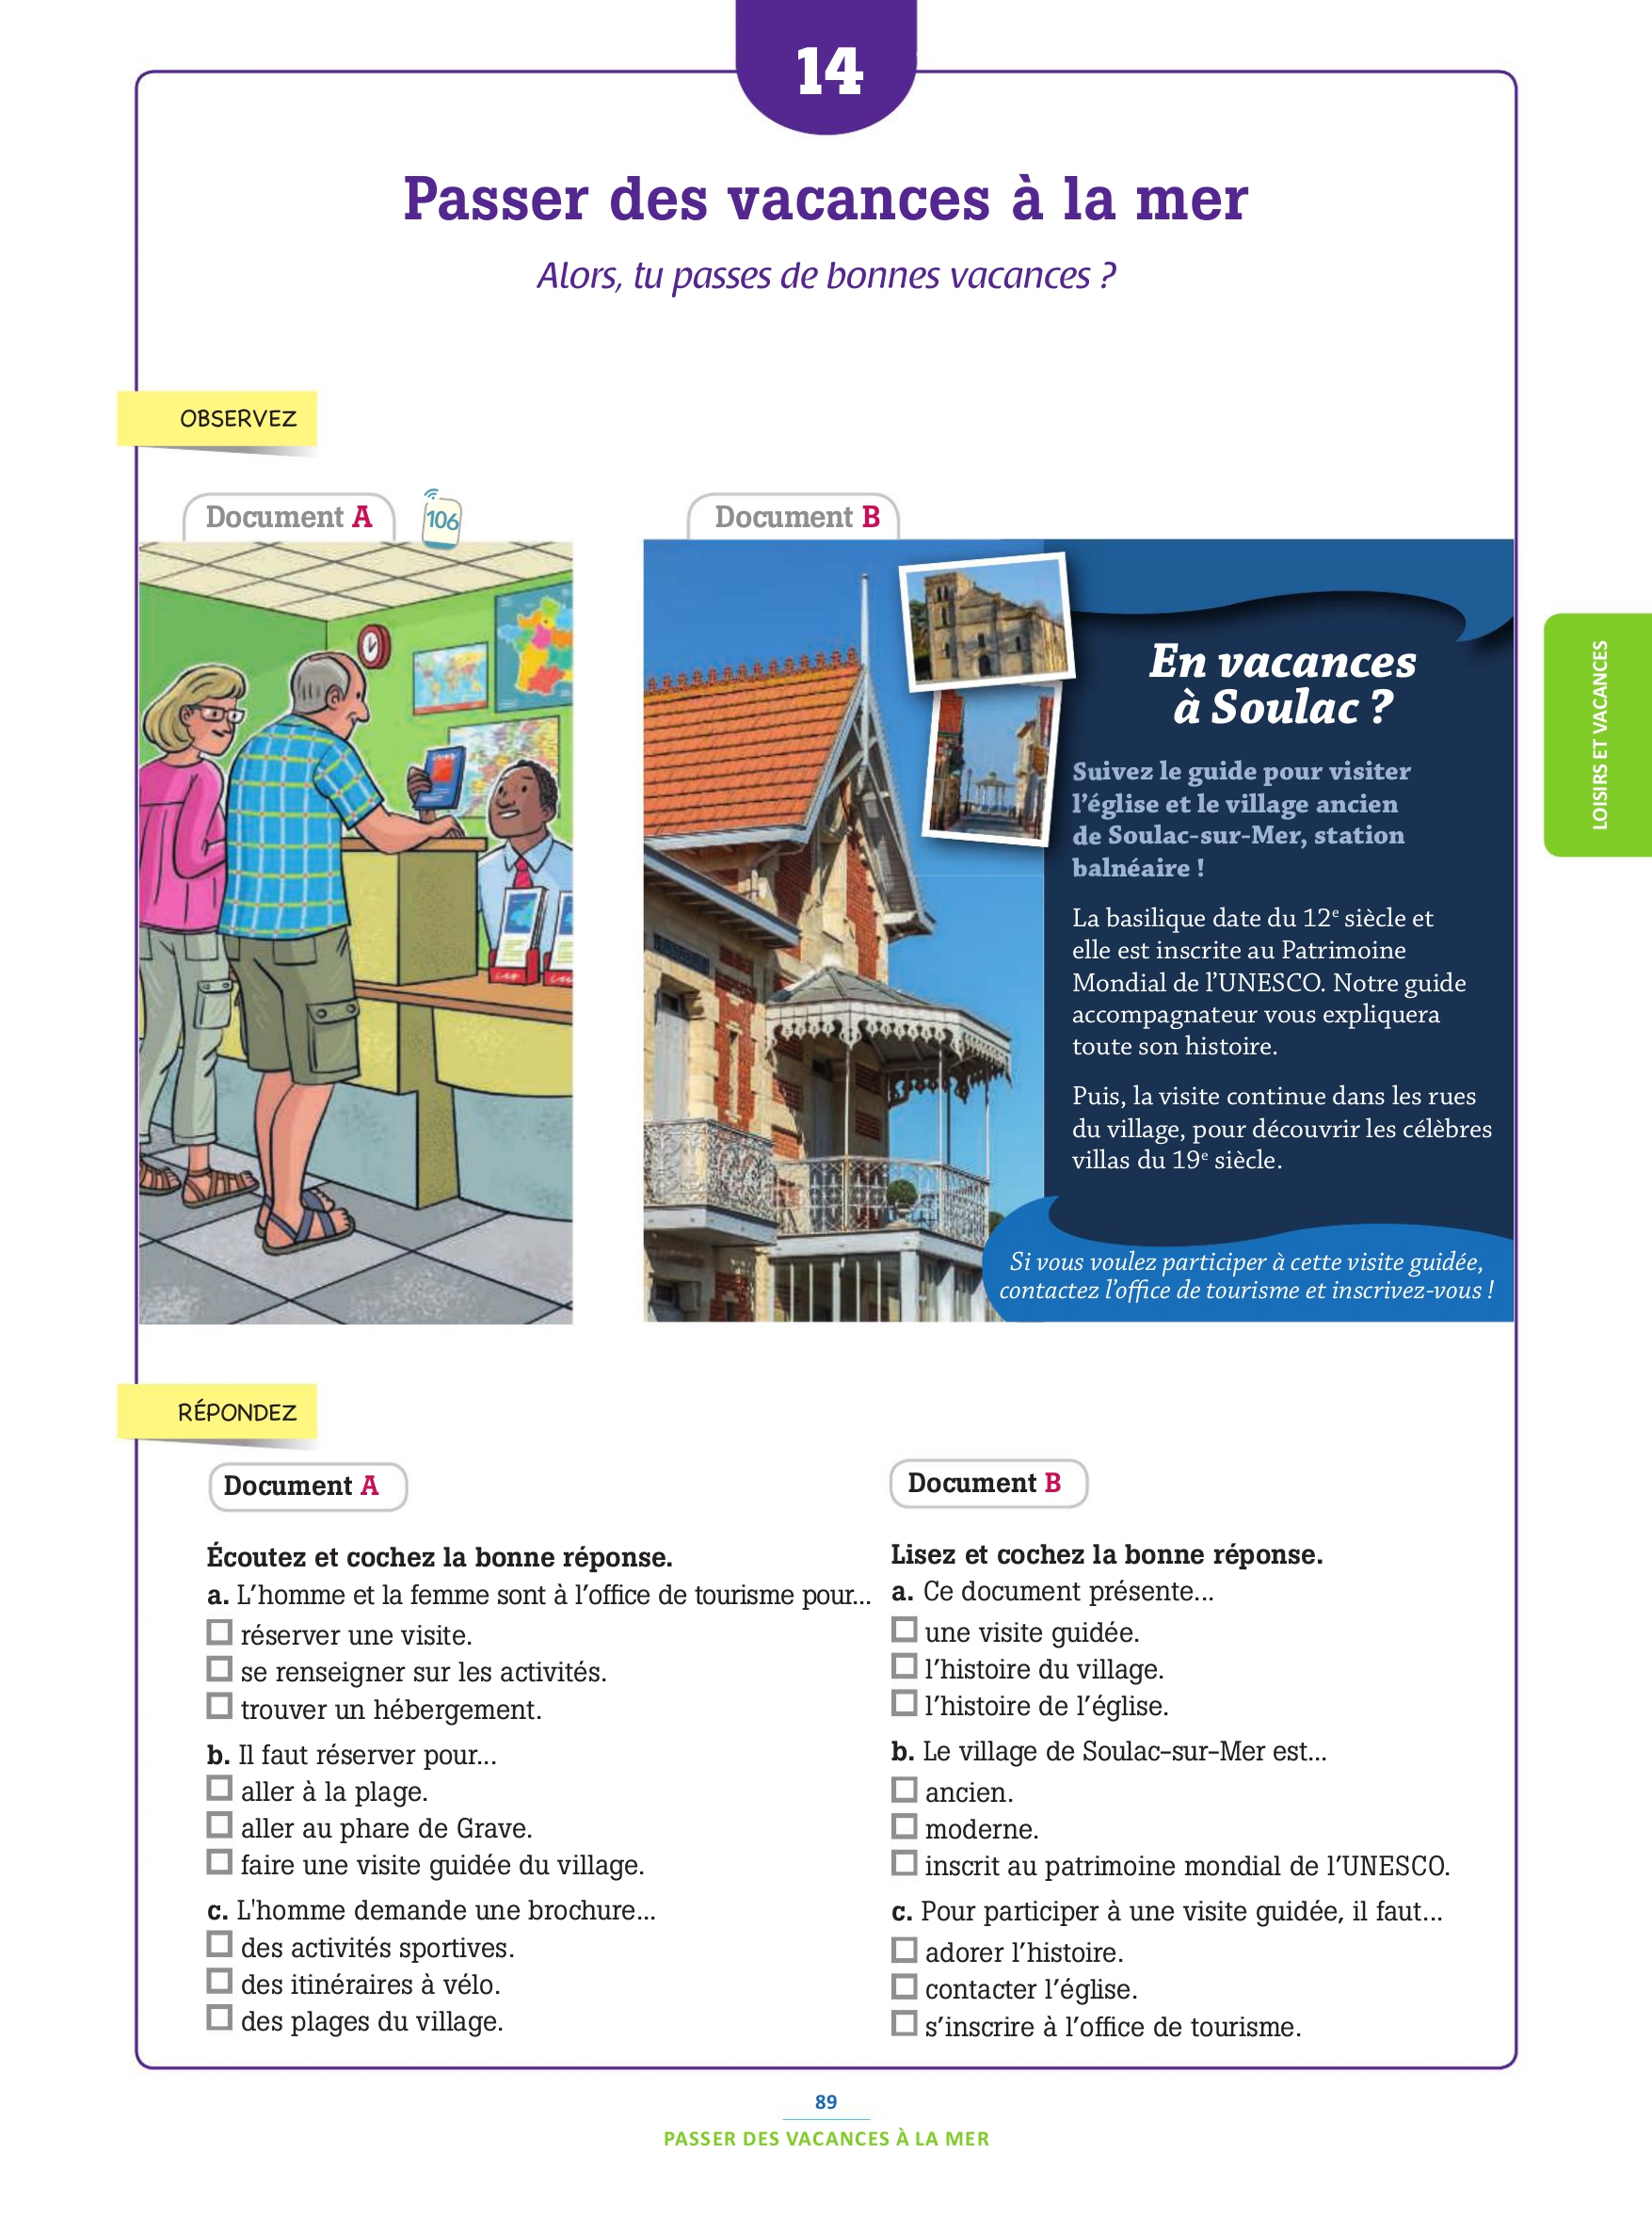 14
Passer des vacances à la mer
Alors, tu passes de bonnes vacances ?
OBSERVEZ
Document A
106
Document B
En vacances
à Soulac ?
Suivez le guide pour visiter
l’église et le village ancien
de Soulac-sur-Mer, station
balnéaire !
La basilique date du 12e siècle et
elle est inscrite au Patrimoine
Mondial de l’UNESCO. Notre guide
accompagnateur vous expliquera
toute son histoire.
Puis, la visite continue dans les rues
du village, pour découvrir les célèbres
villas du 19e siècle.
Si vous voulez participer à cette visite guidée,
contactez l’office de tourisme et inscrivez-vous !
LOISIRS ET VACANCES
RÉPONDEZ
Document A
Écoutez et cochez la bonne réponse.
a. L’homme et la femme sont à l’office de tourisme pour...
réserver une visite.
se renseigner sur les activités.
trouver un hébergement.
b. Il faut réserver pour...
aller à la plage.
aller au phare de Grave.
faire une visite guidée du village.
c. L'homme demande une brochure...
des activités sportives.
des itinéraires à vélo.
des plages du village.
Document B
Lisez et cochez la bonne réponse.
a. Ce document présente...
une visite guidée.
l’histoire du village.
l’histoire de l’église.
b. Le village de Soulac-sur-Mer est...
ancien.
moderne.
inscrit au patrimoine mondial de l’UNESCO.
c. Pour participer à une visite guidée, il faut...
adorer l’histoire.
contacter l’église.
s’inscrire à l’office de tourisme.
89
PASSER DES VACANCES À LA MER